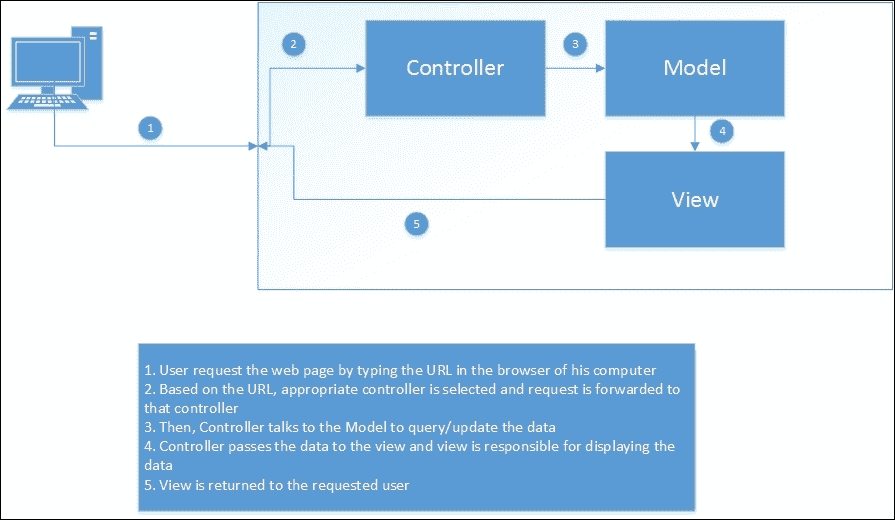 2
Controller
3
Model
1
4
View
5
1. User request the web page by typing the URL in the browser of his computer
2. Based on the URL, appropriate controller is selected and request is forwarded to
that controller
3. Then, Controller talks to the Model to query/update the data
4. Controller passes the data to the view and view is responsible for displaying the
data
5. View is returned to the requested user